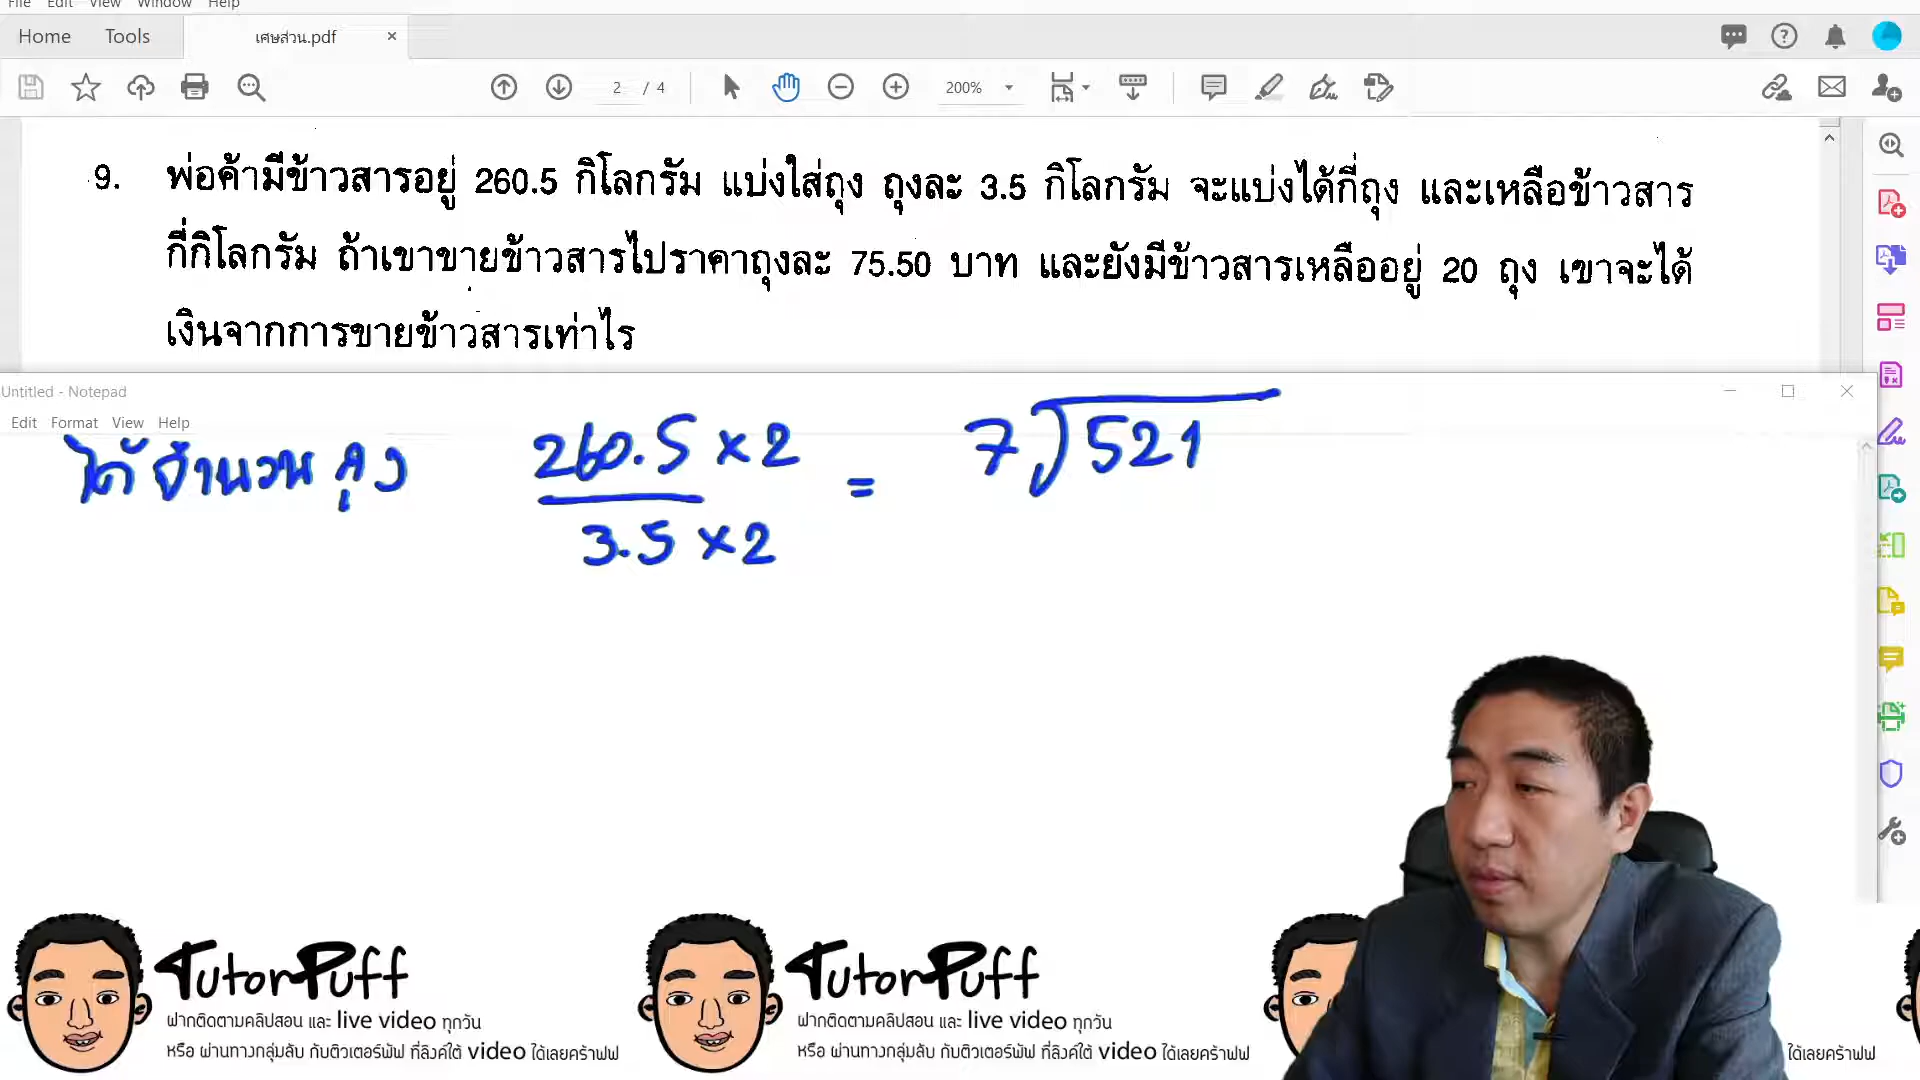 File Edit View Window Help
Home Tools เศษส่วน.pdf ×
2 / 4 200%
9. พ่อค้ามีข้าวสารอยู่ 260.5 กิโลกรัม แบ่งใส่ถุง ถุงละ 3.5 กิโลกรัม จะแบ่งได้กี่ถุง และเหลือข้าวสาร
กี่กิโลกรัม ถ้าเขาขายข้าวสารไปราคาถุงละ 75.50 บาท และยังมีข้าวสารเหลืออยู่ 20 ถุง เขาจะได้
เงินจากการขายข้าวสารเท่าไร
Untitled - Notepad
Edit Format View Help
ได้จำนวนถุง 260.5 × 2 = 7 521
3.5 × 2
TutorPuff TutorPuff
ฝากติดตามคลิปสอน และ live video ทุกวัน ฝากติดตามคลิปสอน และ live video ทุกวัน
หรือ ผ่านทางกลุ่มลับ กับติวเตอร์พัฟ ที่ลิงค์ใต้ video ได้เลยคร้าฟฟ หรือ ผ่านทางกลุ่มลับ กับติวเตอร์พัฟ ที่ลิงค์ใต้ video ได้เลยคร้าฟฟ ได้เลยคร้าฟฟ